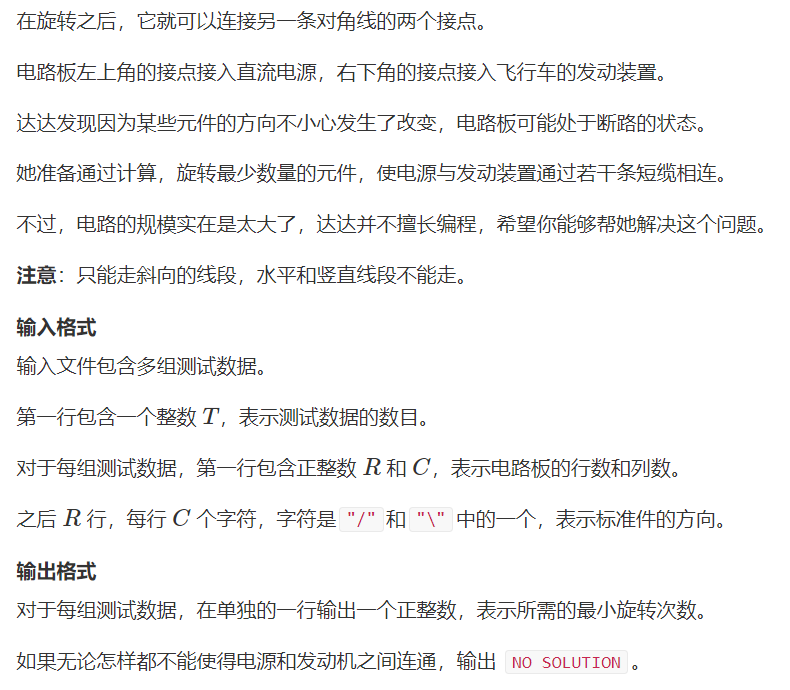 在旋转之后，它就可以连接另一条对角线的两个接点。
电路板左上角的接点接入直流电源，右下角的接点接入飞行车的发动装置。
达达发现因为某些元件的方向不小心发生了改变，电路板可能处于断路的状态。
她准备通过计算，旋转最少数量的元件，使电源与发动装置通过若干条短缆相连。
不过，电路的规模实在是太大了，达达并不擅长编程，希望你能够帮她解决这个问题。
注意：只能走斜向的线段，水平和竖直线段不能走。
输入格式
输入文件包含多组测试数据。
第一行包含一个整数 T，表示测试数据的数目。
对于每组测试数据，第一行包含正整数 R 和 C，表示电路板的行数和列数。
之后 R 行，每行 C 个字符，字符是 "/" 和 "\" 中的一个，表示标准件的方向。
输出格式
对于每组测试数据，在单独的一行输出一个正整数，表示所需的最小旋转次数。
如果无论怎样都不能使得电源和发动机之间连通，输出 NO SOLUTION 。